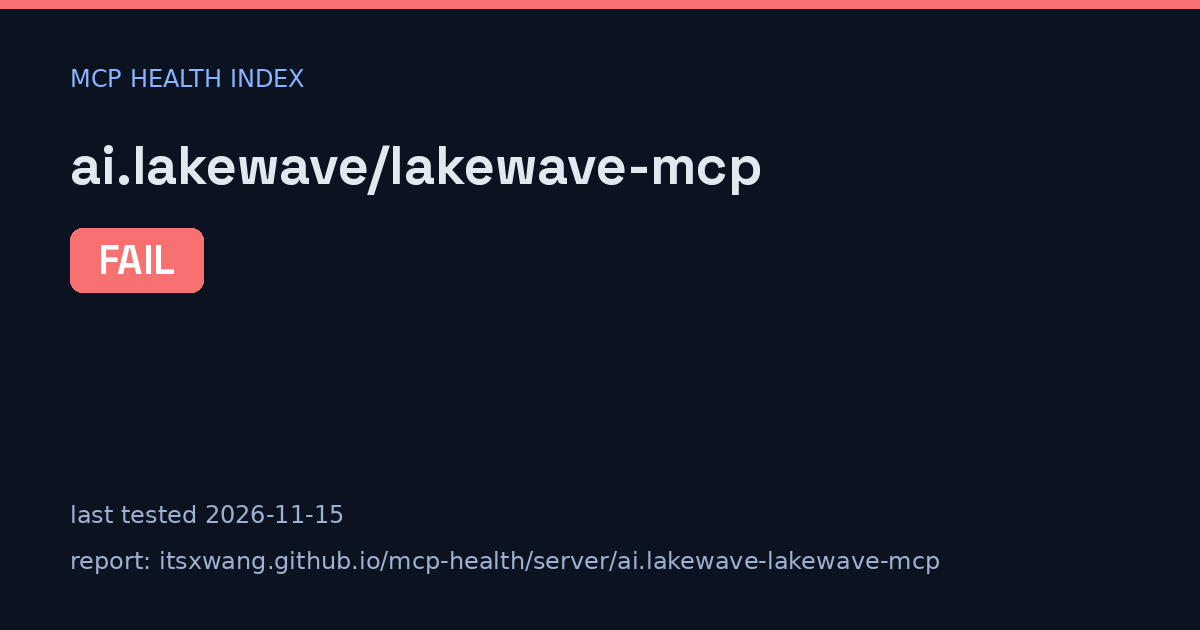 MCP HEALTH INDEX
ai.lakewave/lakewave-mcp
FAIL
last tested 2026-11-15
report: itsxwang.github.io/mcp-health/server/ai.lakewave-lakewave-mcp